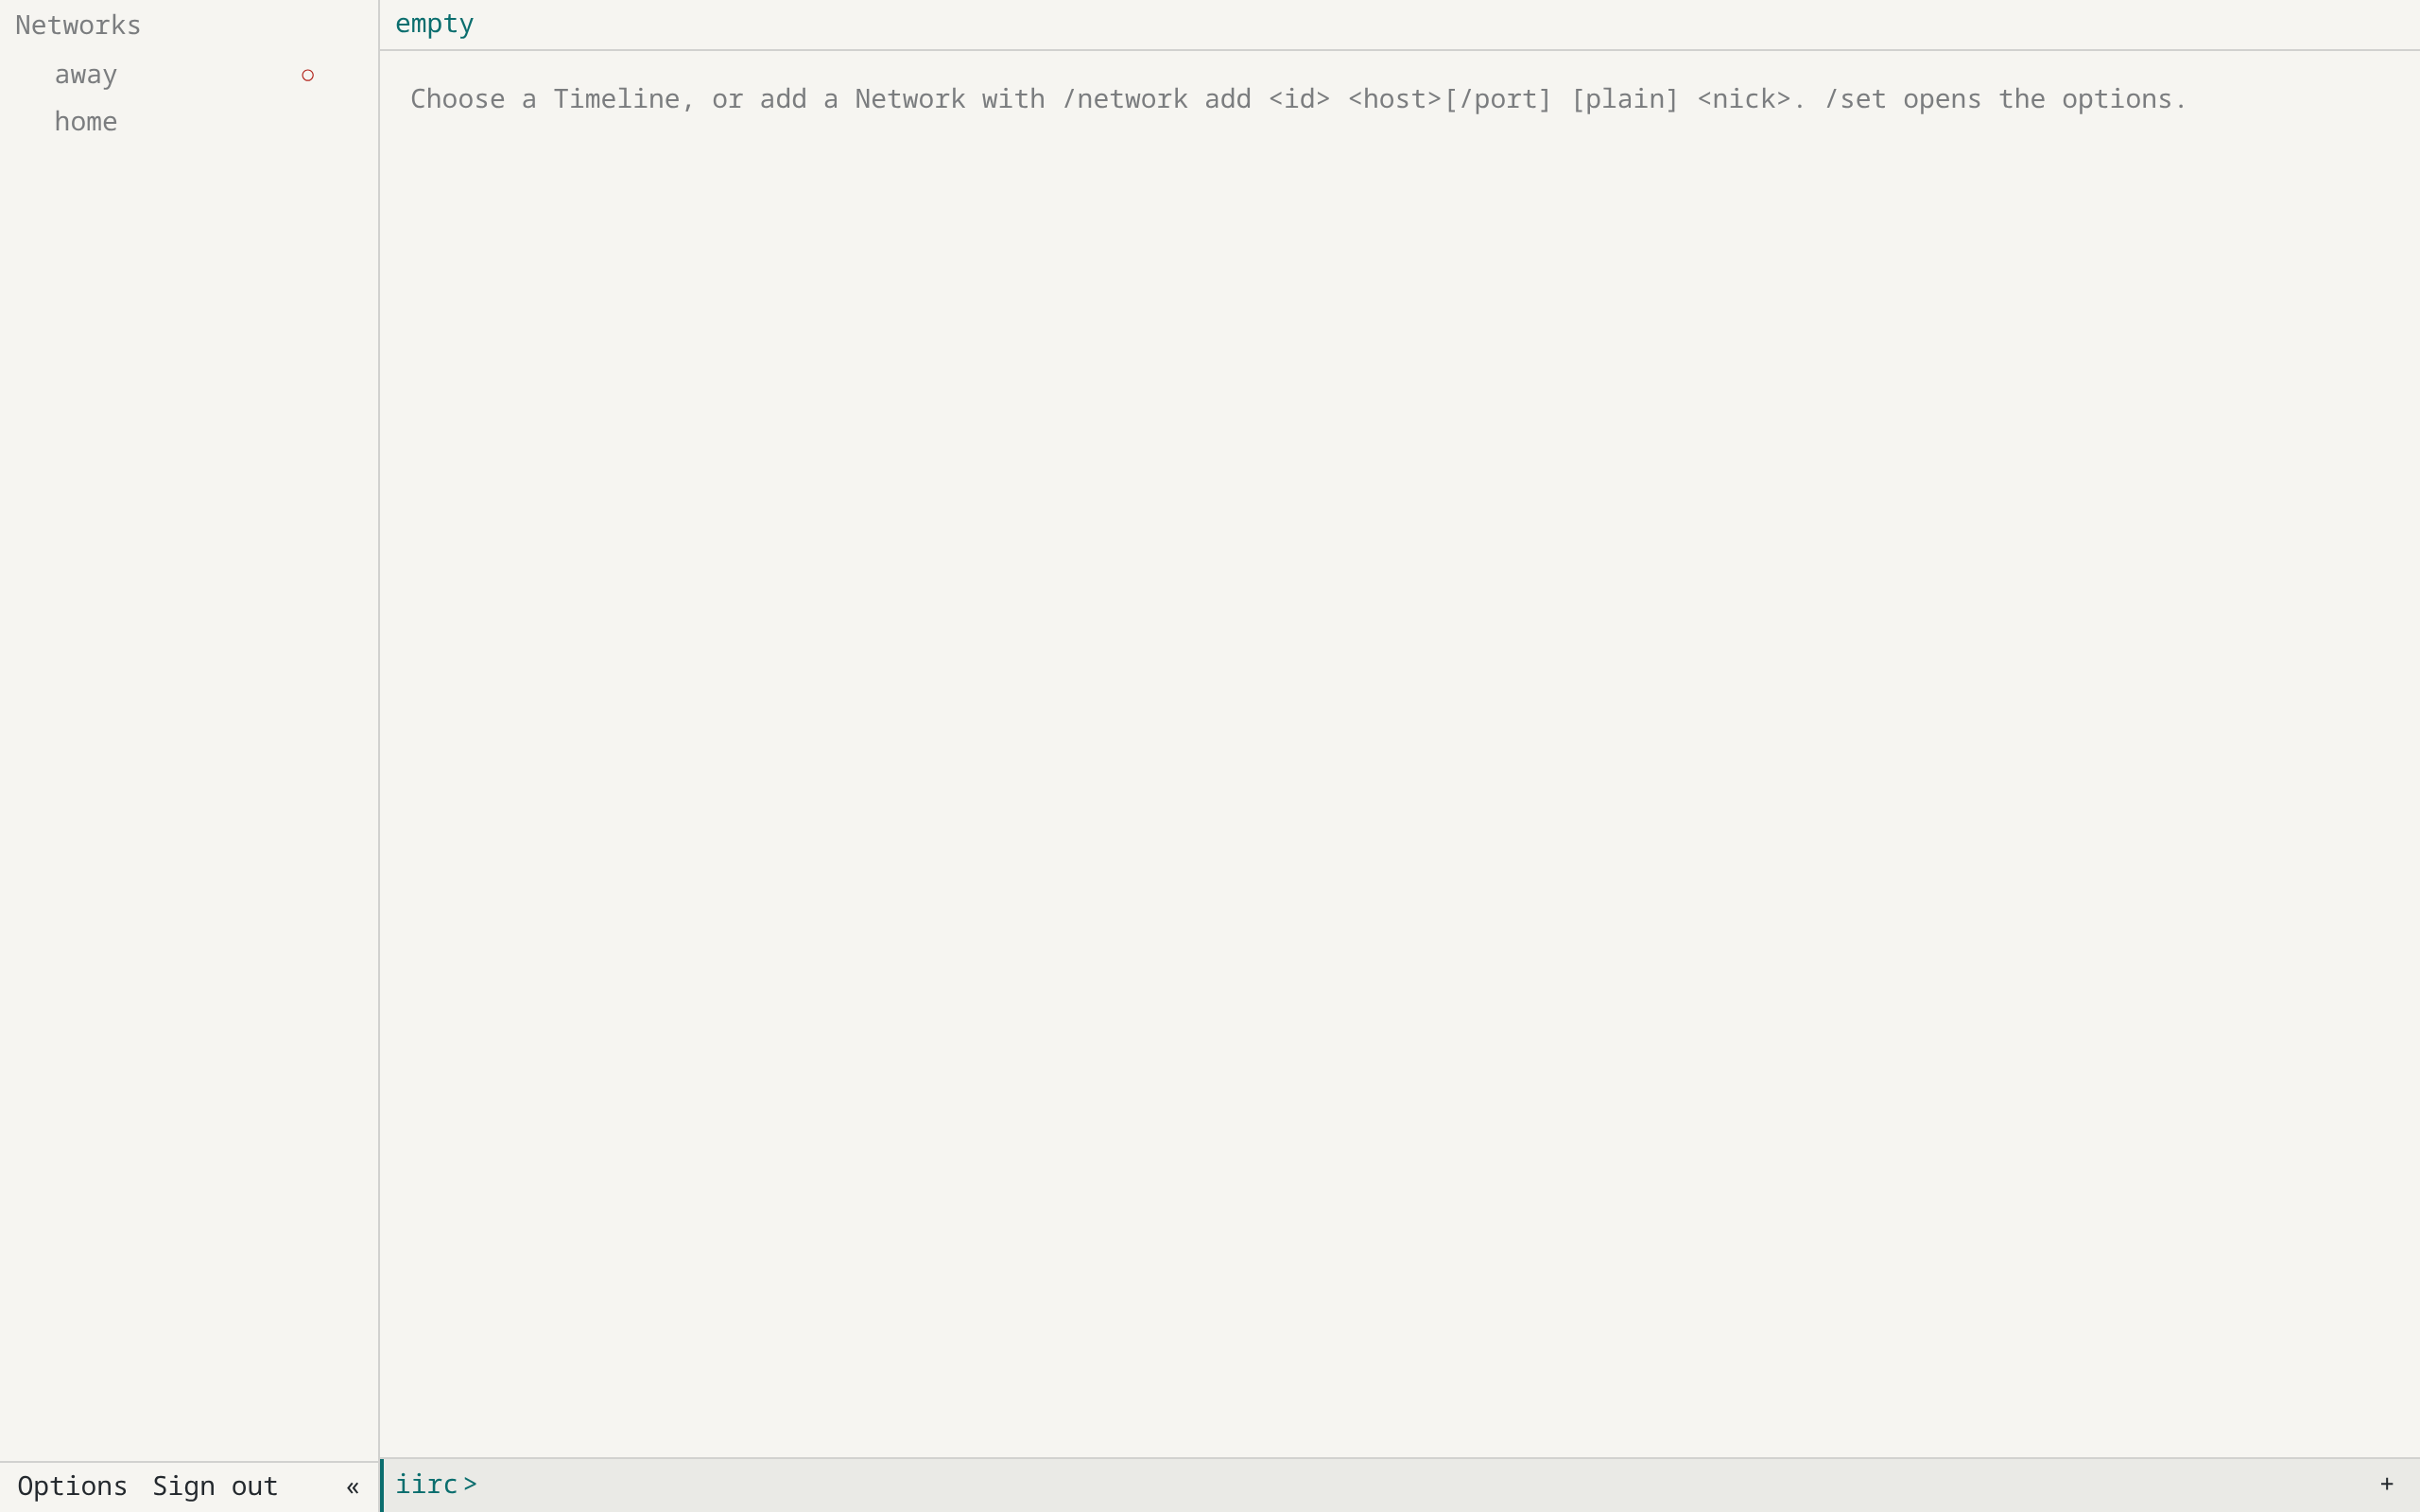 Networks
away
home
empty
Choose a Timeline, or add a Network with /network add <id> <host>[/port] [plain] <nick>. /set opens the options.
Options Sign out «
iirc> +